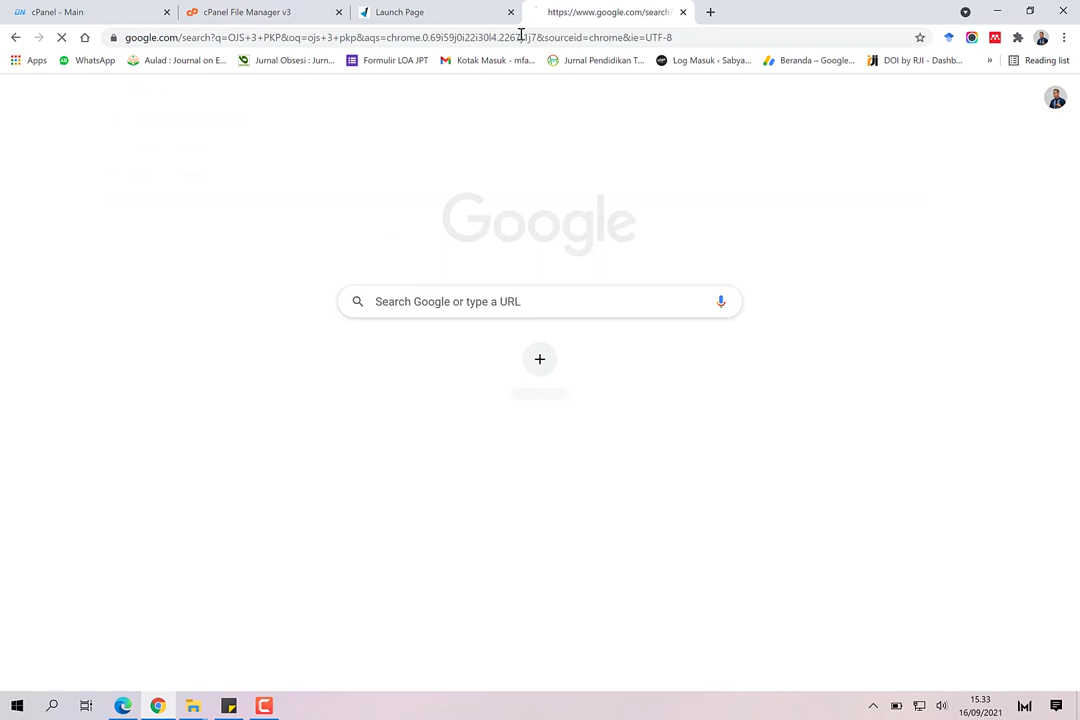 cPanel - Main
cPanel File Manager v3
Launch Page
https://www.google.com/search?
google.com/search?q=OJS+3+PKP&oq=ojs+3+pkp&aqs=chrome.0.69i59j0i22i30l4.2267j1j7&sourceid=chrome&ie=UTF-8
Apps
WhatsApp
Aulad : Journal on E...
Jurnal Obsesi : Jurn...
Formulir LOA JPT
Kotak Masuk - mfa...
Jurnal Pendidikan T...
Log Masuk ‹ Sabya...
Beranda – Google...
DOI by RJI - Dashb...
»
Reading list
Google
Search Google or type a URL
15.33
16/09/2021